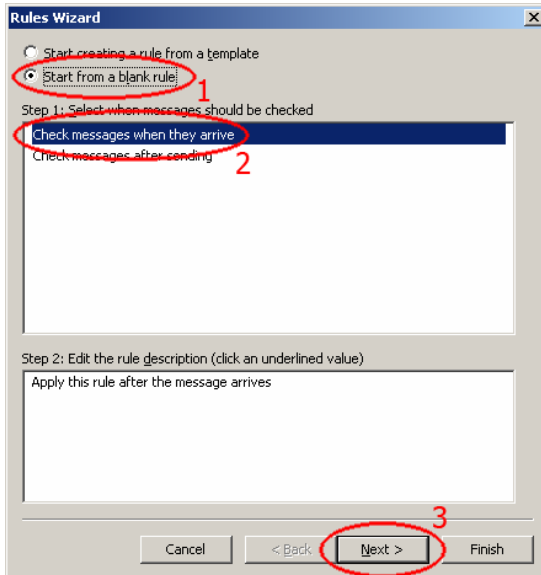 Rules Wizard
Start creating a rule from a template
Start from a blank rule
1
Step 1: Select when messages should be checked
Check messages when they arrive
Check messages after sending
2
Step 2: Edit the rule description (click an underlined value)
Apply this rule after the message arrives
3
Cancel < Back Next > Finish